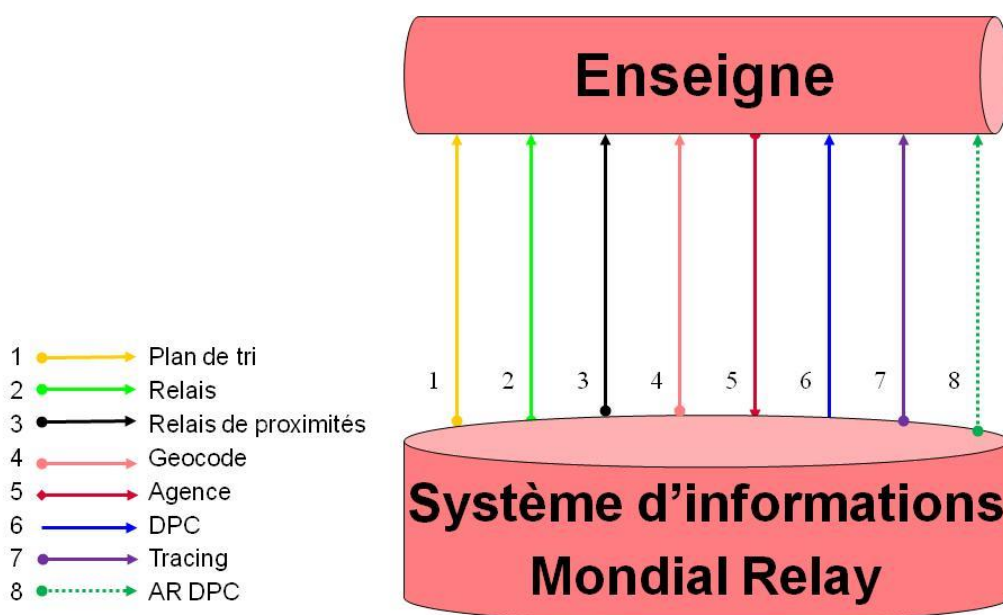 Enseigne
1 2 3 4 5 6 7 8
1 Plan de tri
2 Relais
3 Relais de proximités
4 Geocode
5 Agence
6 DPC
7 Tracing
8 AR DPC
Système d’informations
Mondial Relay